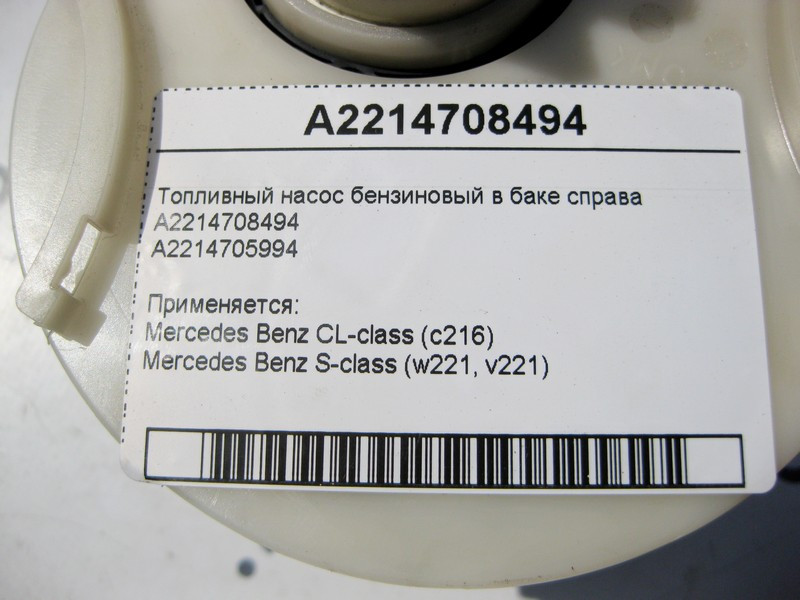 A2214708494
Топливный насос бензиновый в баке справа
A2214708494
A2214705994
Применяется:
Mercedes Benz CL-class (c216)
Mercedes Benz S-class (w221, v221)